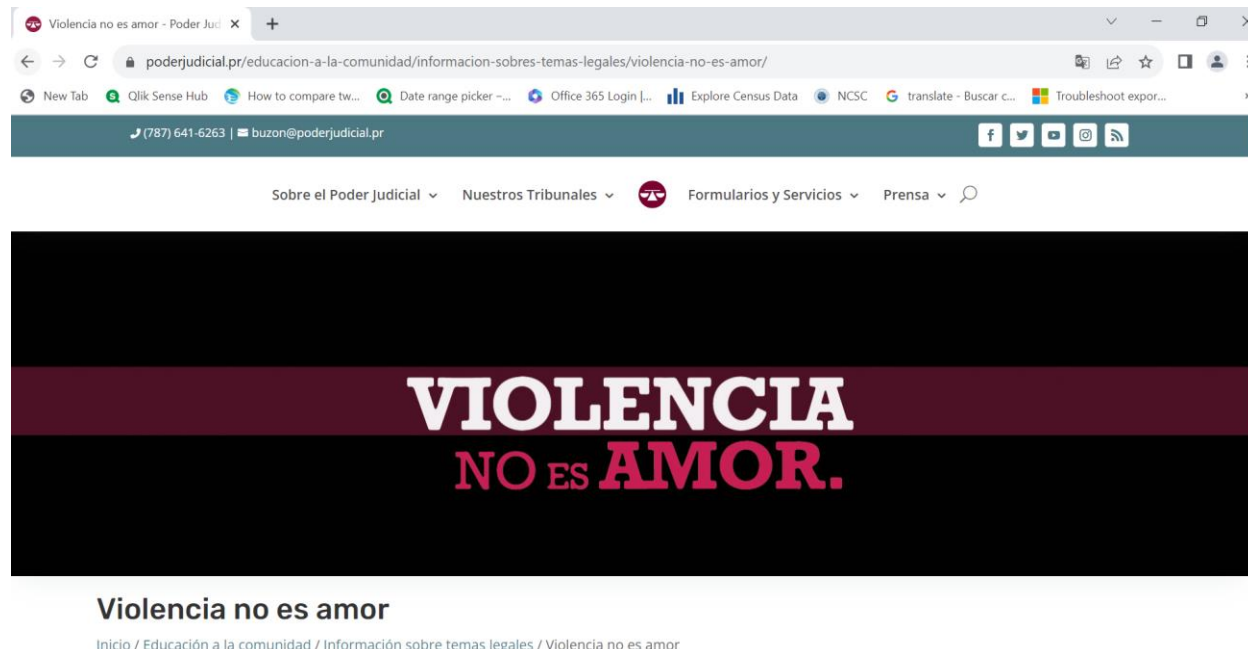 Violencia no es amor - Poder Jud
poderjudicial.pr/educacion-a-la-comunidad/informacion-sobres-temas-legales/violencia-no-es-amor/
New Tab Qlik Sense Hub How to compare tw... Date range picker –... Office 365 Login |... Explore Census Data NCSC translate - Buscar c... Troubleshoot expor... »
(787) 641-6263 | buzon@poderjudicial.pr
Sobre el Poder Judicial Nuestros Tribunales Formularios y Servicios Prensa
VIOLENCIA
NO ES AMOR.
Violencia no es amor
Inicio / Educación a la comunidad / Información sobre temas legales / Violencia no es amor